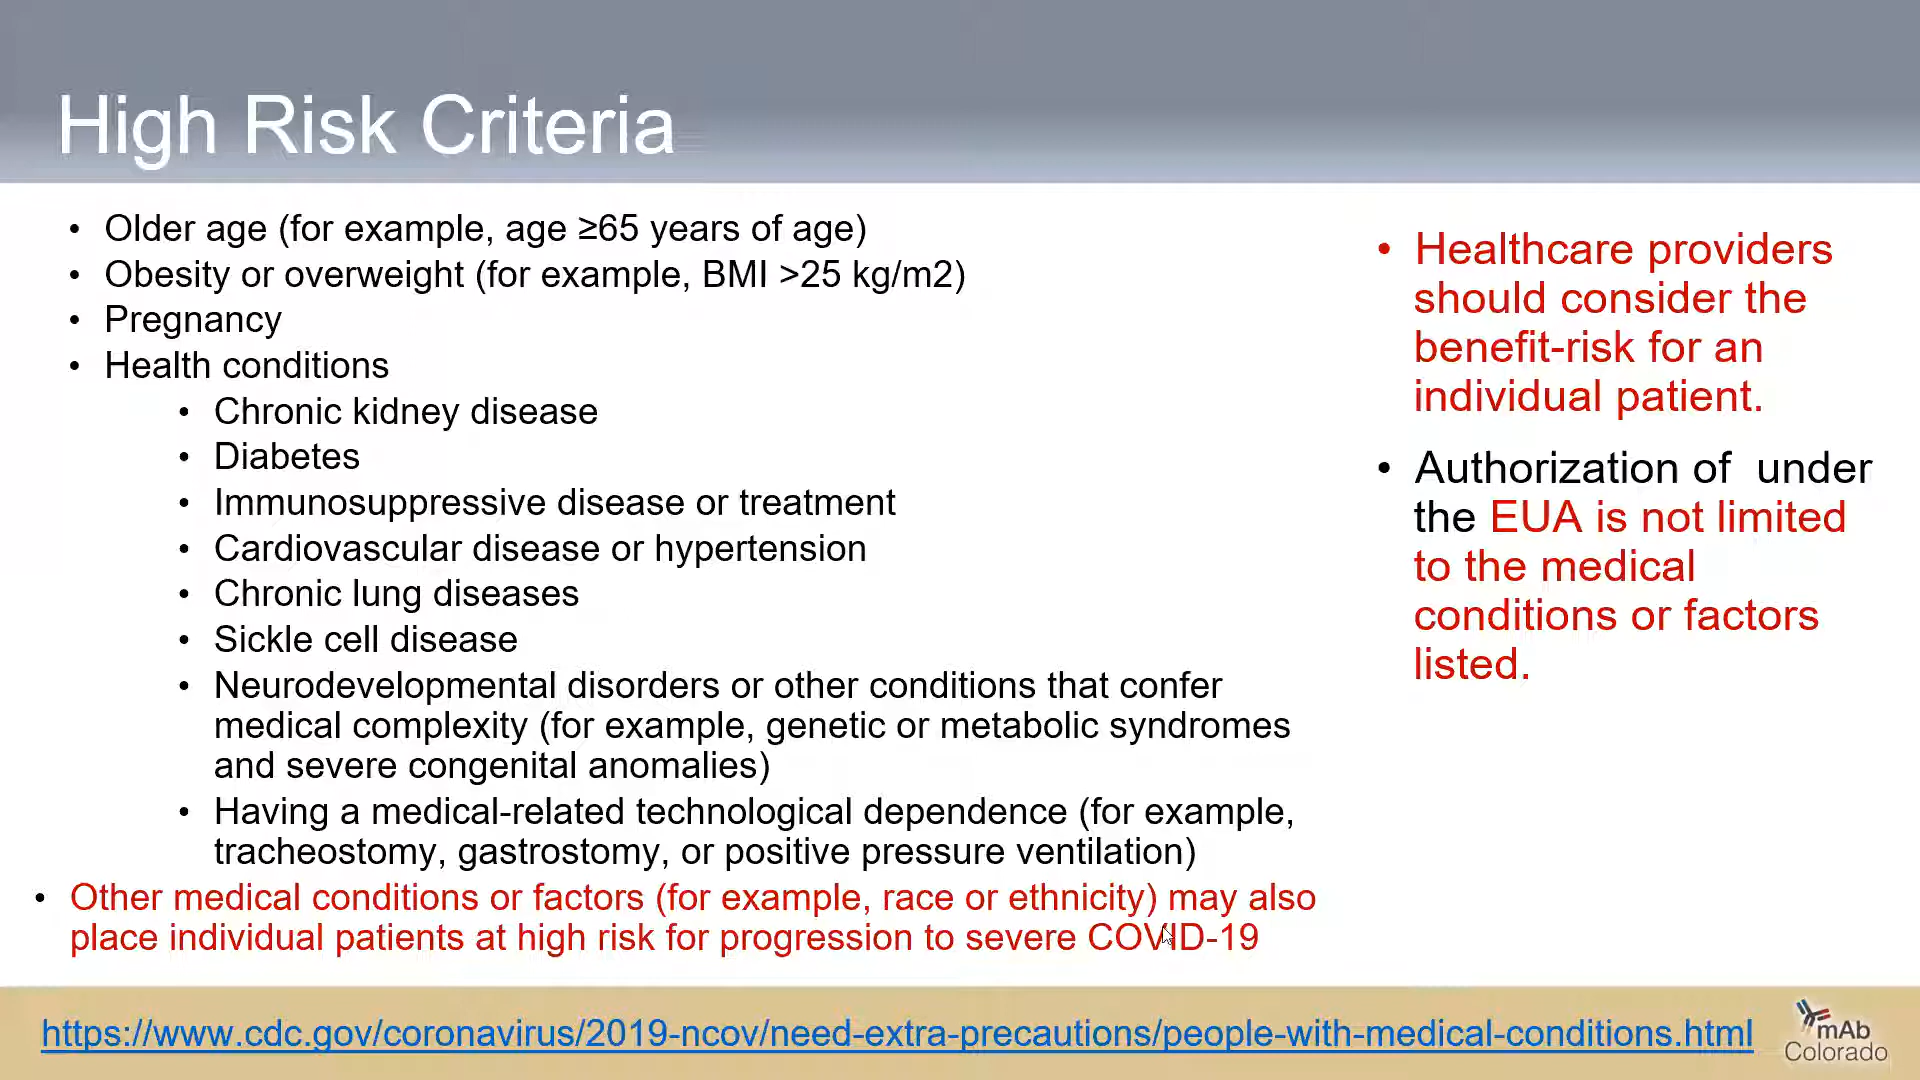 High Risk Criteria
• Older age (for example, age ≥65 years of age)
• Obesity or overweight (for example, BMI >25 kg/m2)
• Pregnancy
• Health conditions
• Chronic kidney disease
• Diabetes
• Immunosuppressive disease or treatment
• Cardiovascular disease or hypertension
• Chronic lung diseases
• Sickle cell disease
• Neurodevelopmental disorders or other conditions that confer
medical complexity (for example, genetic or metabolic syndromes
and severe congenital anomalies)
• Having a medical-related technological dependence (for example,
tracheostomy, gastrostomy, or positive pressure ventilation)
• Other medical conditions or factors (for example, race or ethnicity) may also
place individual patients at high risk for progression to severe COVID-19
• Healthcare providers
should consider the
benefit-risk for an
individual patient.
• Authorization of  under
the EUA is not limited
to the medical
conditions or factors
listed.
https://www.cdc.gov/coronavirus/2019-ncov/need-extra-precautions/people-with-medical-conditions.html
mAb
Colorado